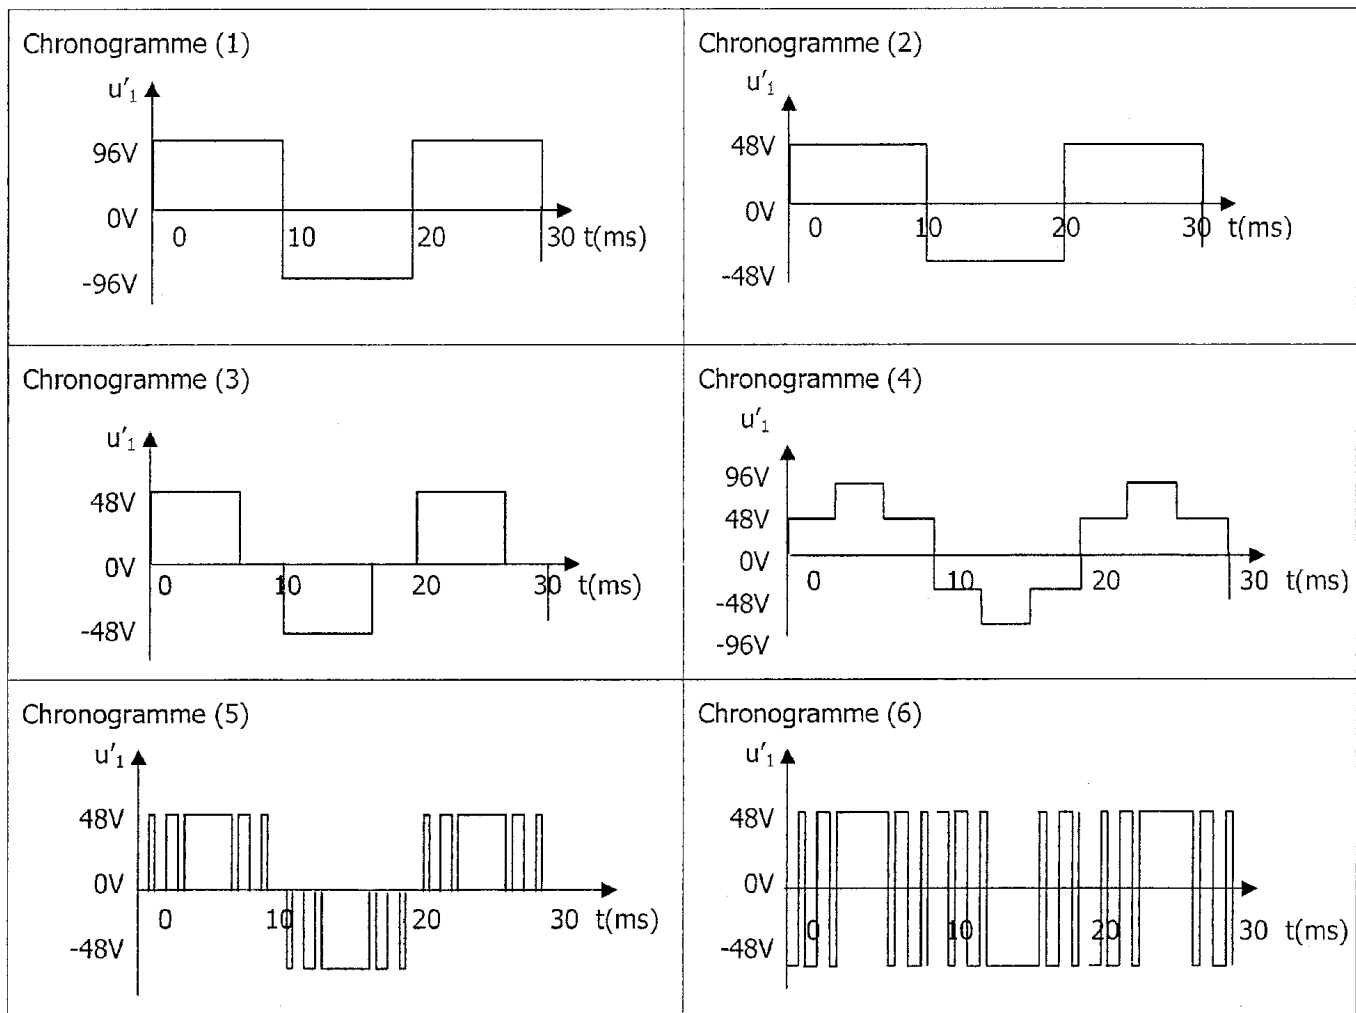 Chronogramme (1)
u'₁
96V
0V
-96V
0 10 20 30 t(ms)
Chronogramme (2)
u'₁
48V
0V
-48V
0 10 20 30 t(ms)
Chronogramme (3)
u'₁
48V
0V
-48V
0 10 20 30 t(ms)
Chronogramme (4)
u'₁
96V
48V
0V
-48V
-96V
0 10 20 30 t(ms)
Chronogramme (5)
u'₁
48V
0V
-48V
0 10 20 30 t(ms)
Chronogramme (6)
u'₁
48V
0V
-48V
0 10 20 30 t(ms)